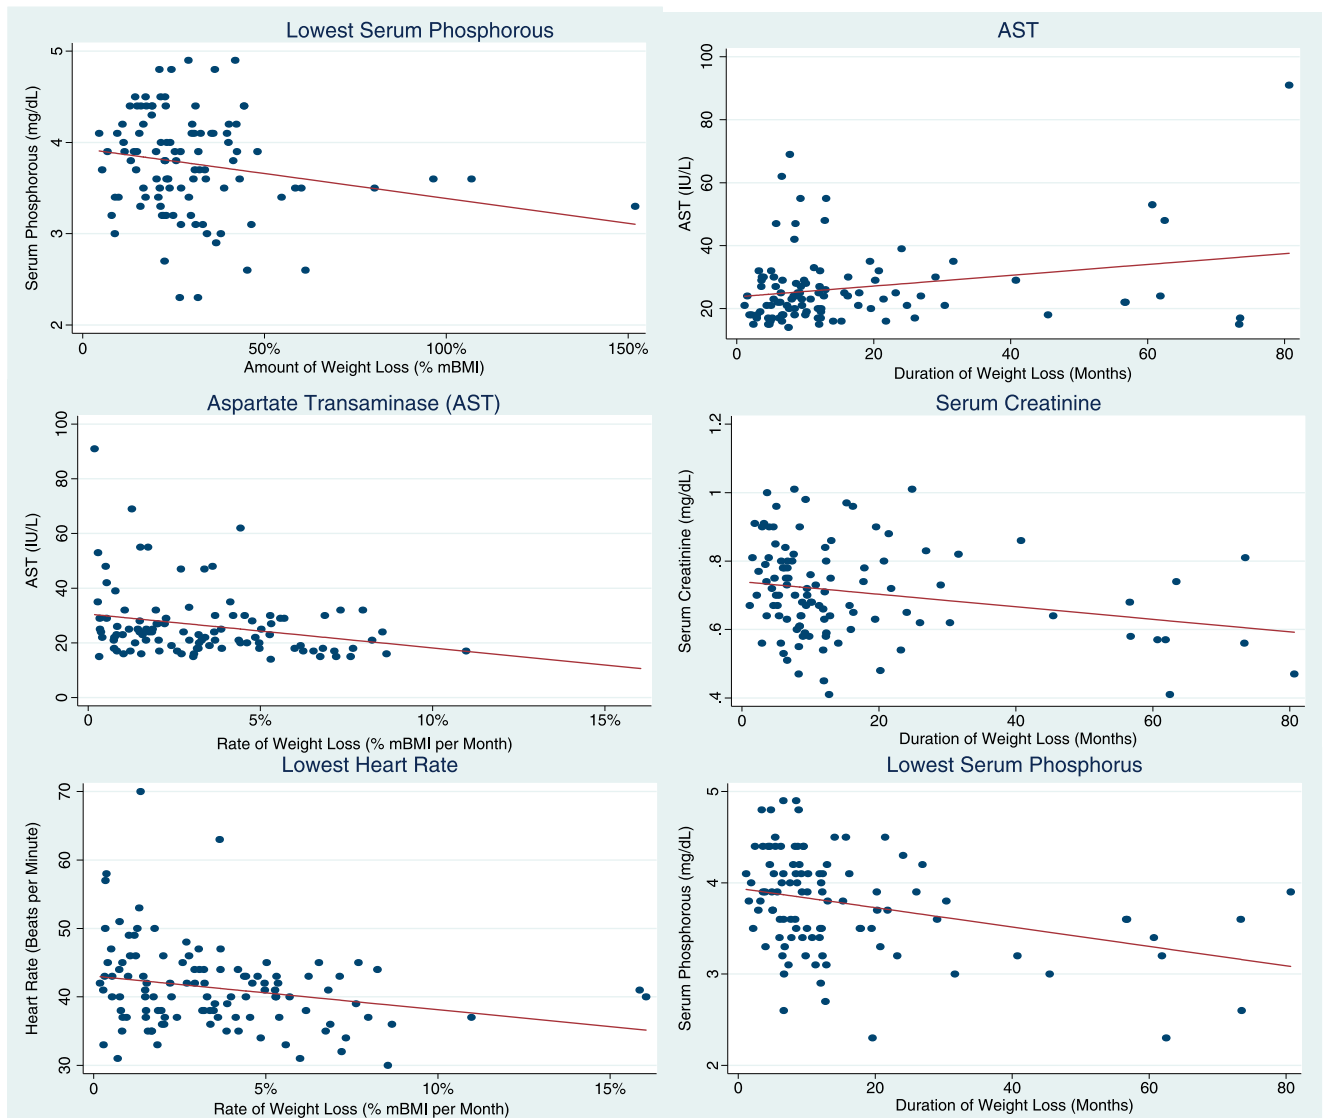 Lowest Serum Phosphorous
Serum Phosphorous (mg/dL)
5
4
3
2
0 50% 100% 150%
Amount of Weight Loss (% mBMI)
AST
AST (IU/L)
100
80
60
40
20
0 20 40 60 80
Duration of Weight Loss (Months)
Aspartate Transaminase (AST)
AST (IU/L)
100
80
60
40
20
0
0 5% 10% 15%
Rate of Weight Loss (% mBMI per Month)
Serum Creatinine
Serum Creatinine (mg/dL)
1.2
1
.8
.6
.4
0 20 40 60 80
Duration of Weight Loss (Months)
Lowest Heart Rate
Heart Rate (Beats per Minute)
70
60
50
40
30
0 5% 10% 15%
Rate of Weight Loss (% mBMI per Month)
Lowest Serum Phosphorus
Serum Phosphorous (mg/dL)
5
4
3
2
0 20 40 60 80
Duration of Weight Loss (Months)